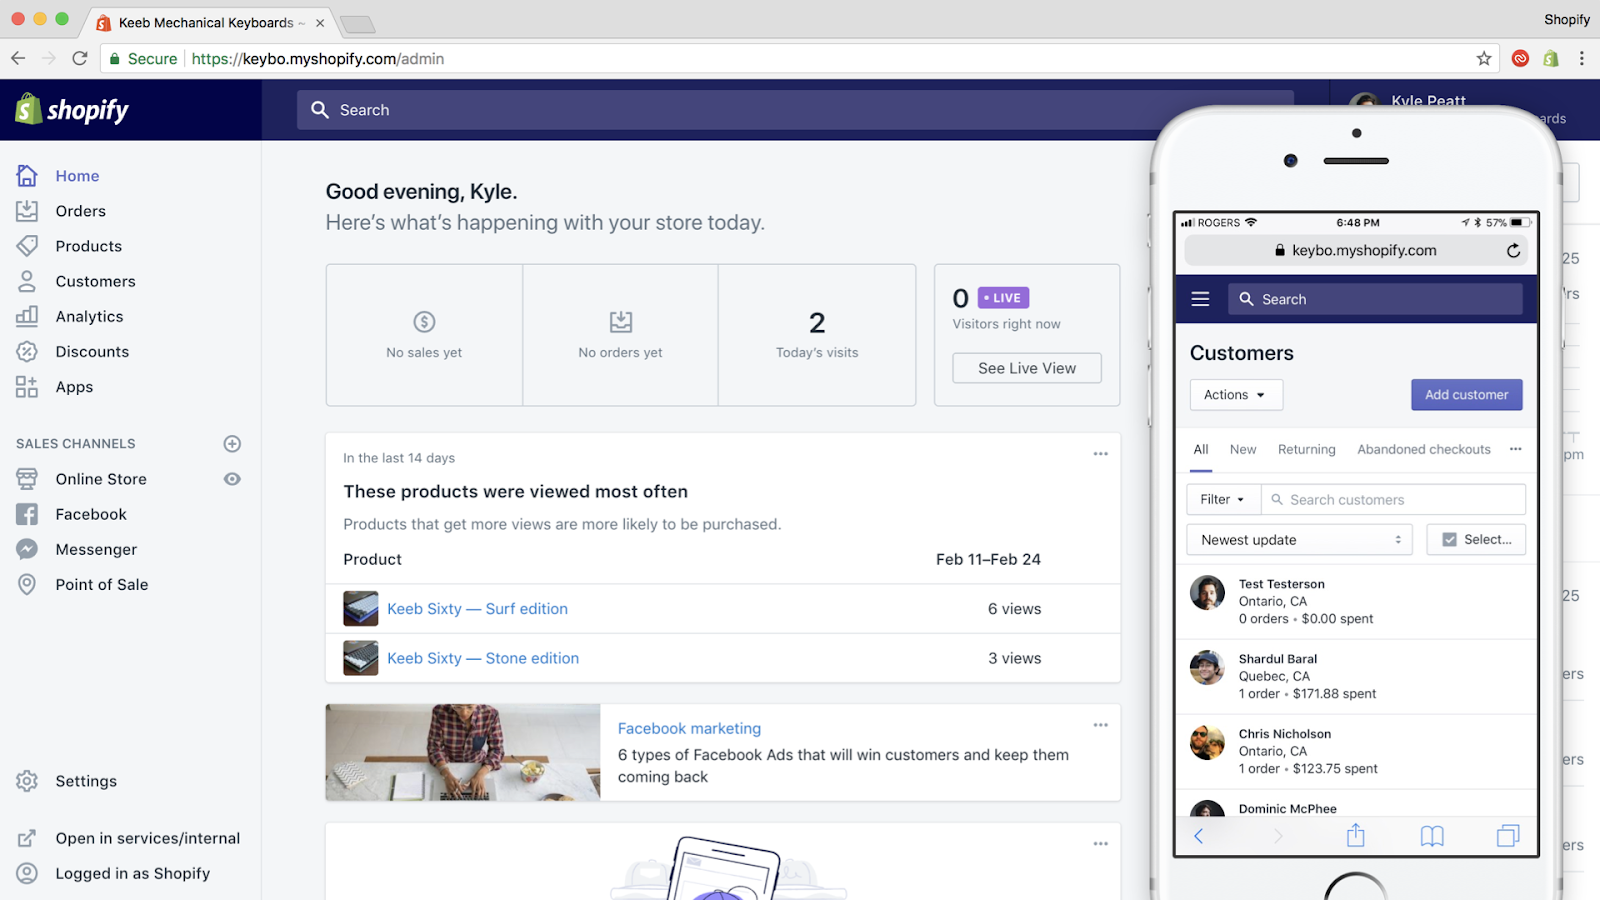 Keeb Mechanical Keyboards ~
Shopify
Secure
https://keybo.myshopify.com/admin
shopify
Search
Kyle Peatt
Home
Orders
Products
Customers
Analytics
Discounts
Apps
SALES CHANNELS
Online Store
Facebook
Messenger
Point of Sale
Settings
Open in services/internal
Logged in as Shopify
Good evening, Kyle.
Here's what's happening with your store today.
No sales yet
No orders yet
2
Today's visits
0 • LIVE
Visitors right now
See Live View
In the last 14 days
These products were viewed most often
Products that get more views are more likely to be purchased.
Product Feb 11–Feb 24
Keeb Sixty — Surf edition 6 views
Keeb Sixty — Stone edition 3 views
Facebook marketing
6 types of Facebook Ads that will win customers and keep them
coming back
ROGERS 6:48 PM 57%
keybo.myshopify.com
Search
Customers
Actions Add customer
All New Returning Abandoned checkouts
Filter Search customers
Newest update Select...
Test Testerson
Ontario, CA
0 orders • $0.00 spent
Shardul Baral
Quebec, CA
1 order • $171.88 spent
Chris Nicholson
Ontario, CA
1 order • $123.75 spent
Dominic McPhee
25
pm
25